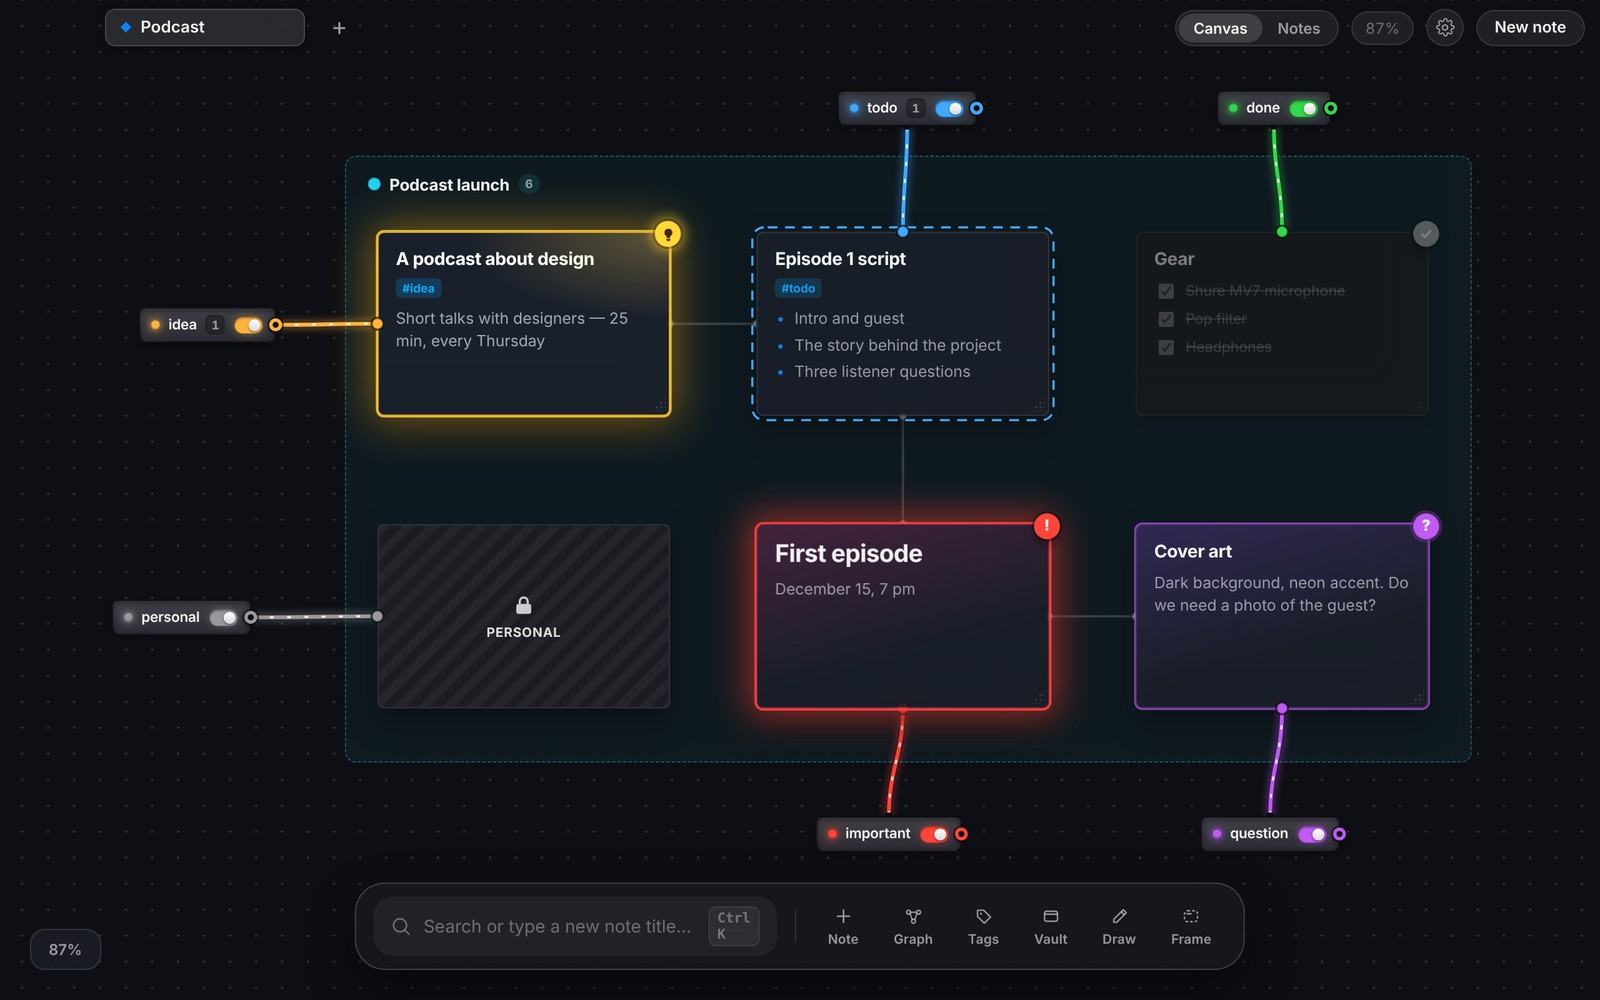 Podcast
+
Canvas
Notes
87%
New note
todo 1
done
Podcast launch 6
A podcast about design
#idea
Short talks with designers — 25
min, every Thursday
Episode 1 script
#todo
• Intro and guest
• The story behind the project
• Three listener questions
Gear
Shure MV7 microphone
Pop filter
Headphones
idea 1
personal
PERSONAL
First episode
!
December 15, 7 pm
Cover art
?
Dark background, neon accent. Do
we need a photo of the guest?
important
question
Search or type a new note title...
Ctrl
K
Note
Graph
Tags
Vault
Draw
Frame
87%